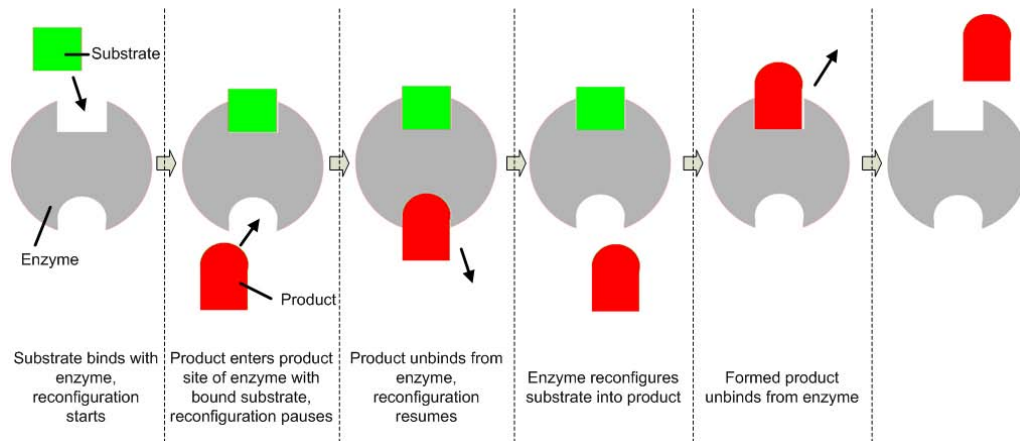 Substrate
Enzyme
Product
Substrate binds with
enzyme,
reconfiguration
starts
Product enters product
site of enzyme with
bound substrate,
reconfiguration pauses
Product unbinds from
enzyme,
reconfiguration
resumes
Enzyme reconfigures
substrate into product
Formed product
unbinds from enzyme